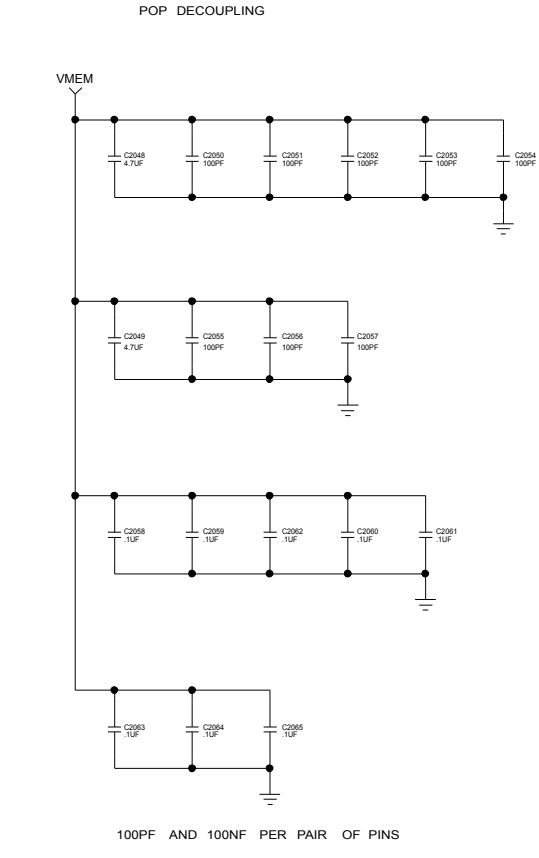 POP DECOUPLING
VMEM
C2048 C2050 C2051 C2052 C2053 C2054
4.7UF 100PF 100PF 100PF 100PF 100PF
C2049 C2055 C2056 C2057
4.7UF 100PF 100PF 100PF
C2058 C2059 C2062 C2060 C2061
.1UF .1UF .1UF .1UF .1UF
C2063 C2064 C2065
.1UF .1UF .1UF
100PF AND 100NF PER PAIR OF PINS